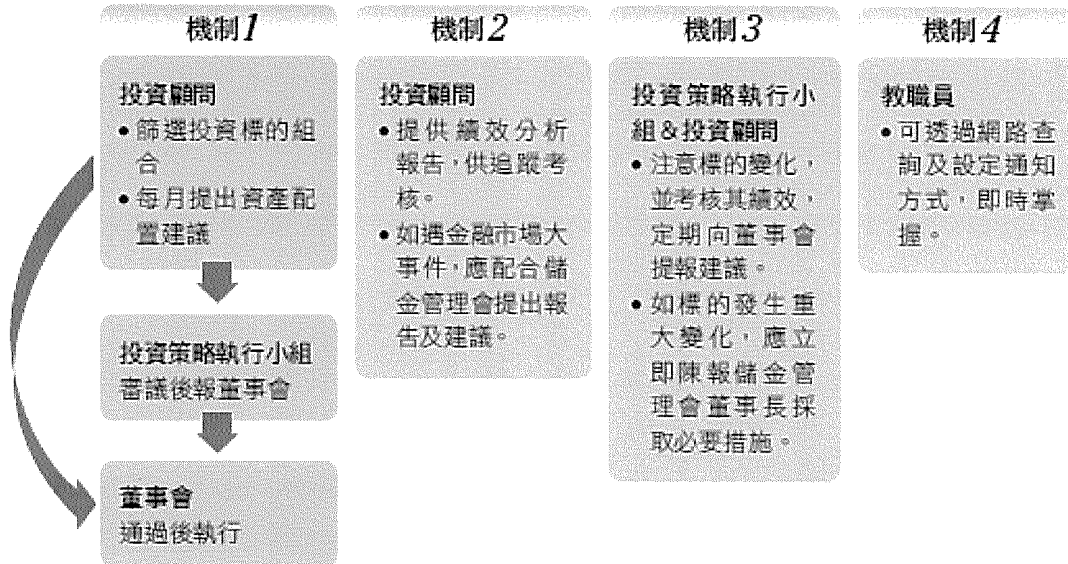 機制1
投資顧問
• 篩選投資標的組
合
• 每月提出資產配
置建議
投資策略執行小組
審議後報董事會
董事會
通過後執行
機制2
投資顧問
• 提供績效分析
報告，供追蹤考
核。
• 如遇金融市場大
事件，應配合儲
金管理會提出報
告及建議。
機制3
投資策略執行小
組&投資顧問
• 注意標的變化，
並考核其績效，
定期向董事會
提報建議。
• 如標的發生重
大變化，應立
即陳報儲金管
理會董事長採
取必要措施。
機制4
教職員
• 可透過網路查
詢及設定通知
方式，即時掌
握。